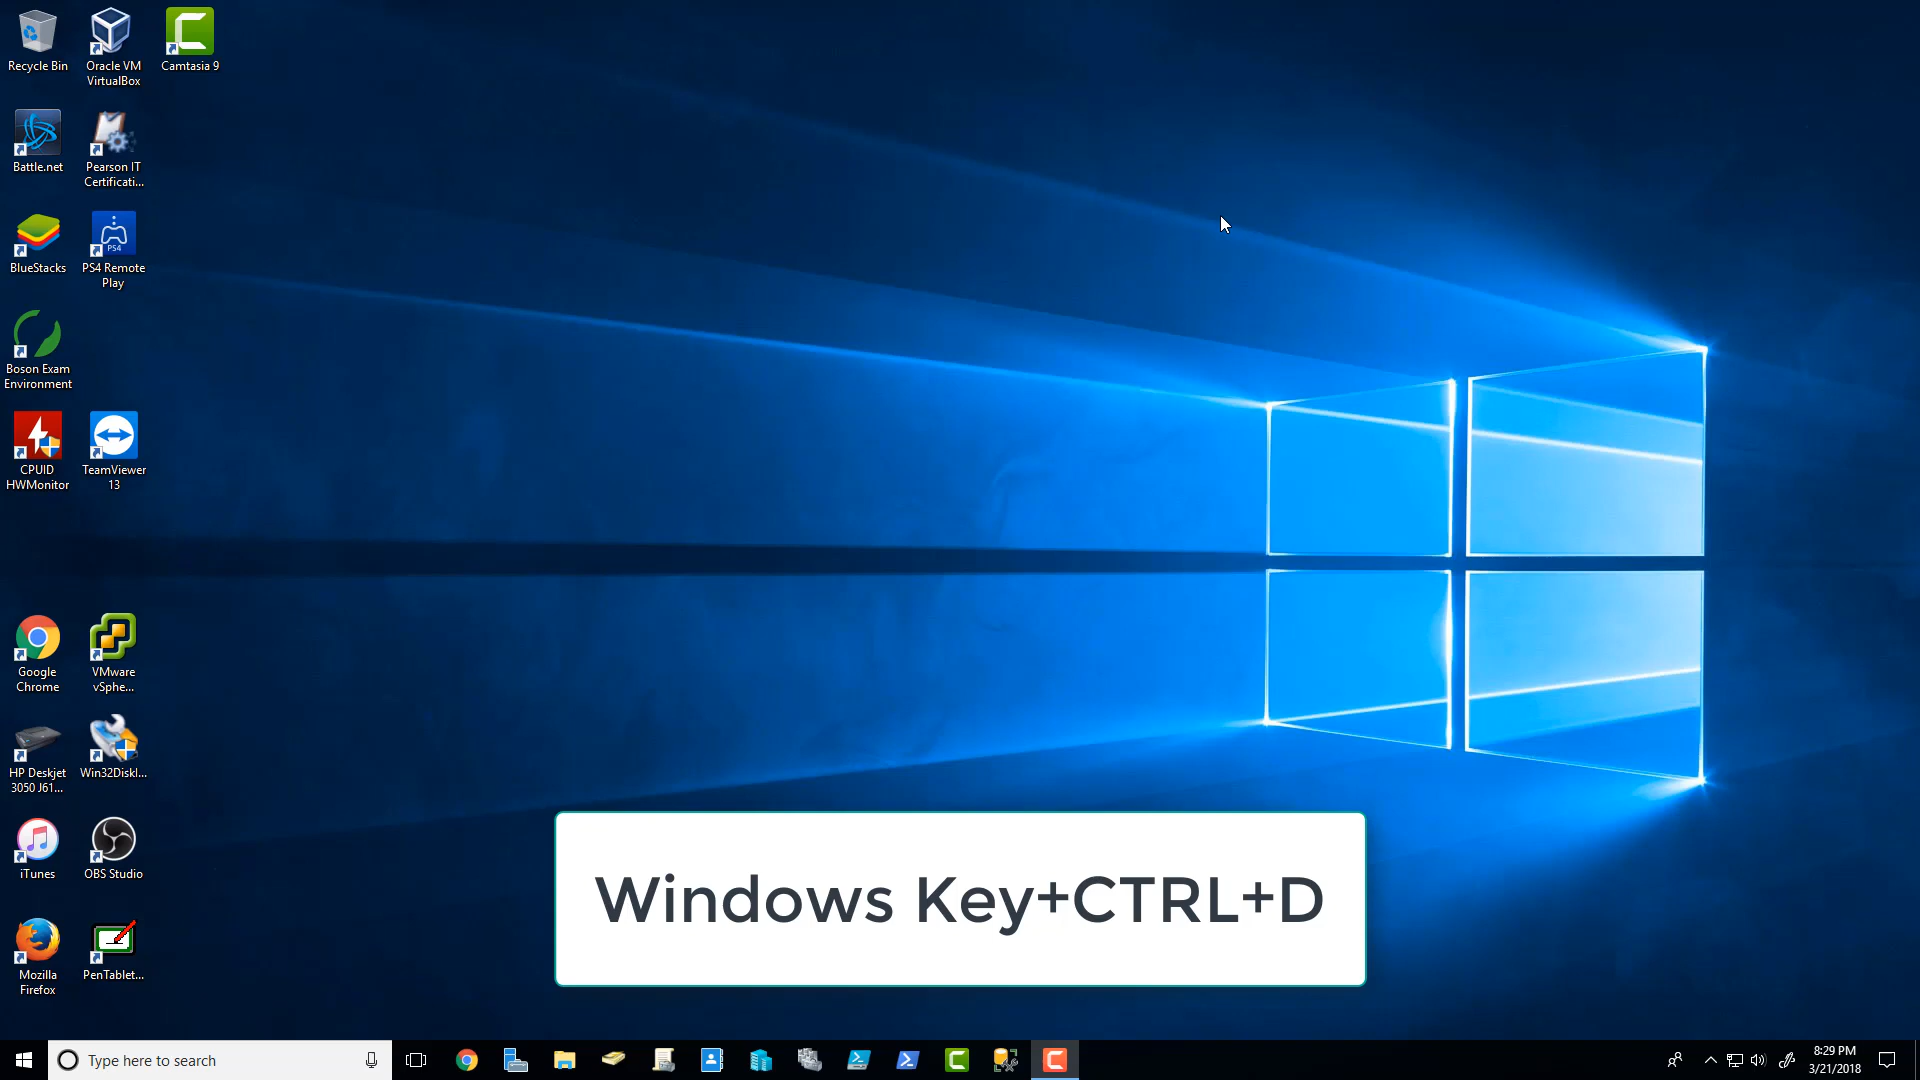 Recycle Bin
Oracle VM
VirtualBox
Camtasia 9
Battle.net
Pearson IT
Certificati...
BlueStacks
PS4
PS4 Remote
Play
Boson Exam
Environment
CPUID
HWMonitor
TeamViewer
13
Google
Chrome
VMware
vSphe...
HP Deskjet
3050 J61...
Win32DiskI...
iTunes
OBS Studio
Mozilla
Firefox
PenTablet...
Windows Key+CTRL+D
Type here to search
8:29 PM
3/21/2018